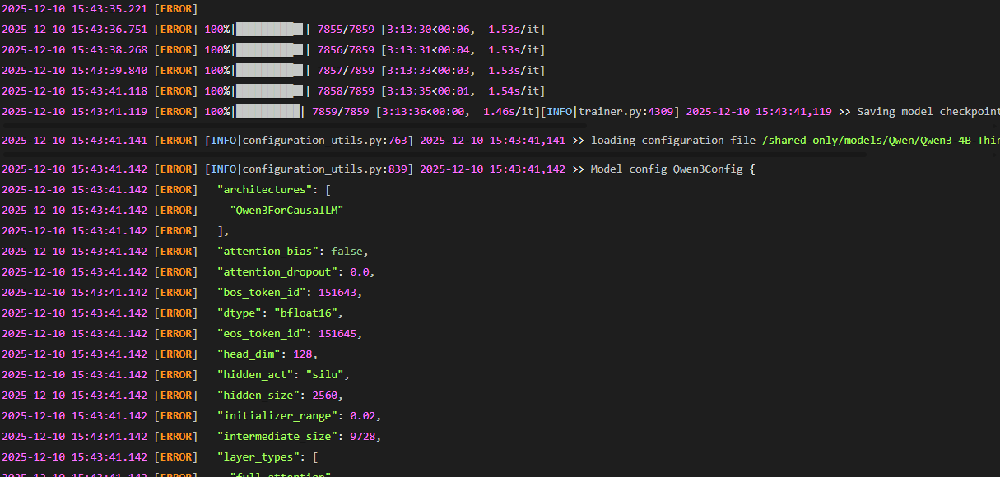 2025-12-10 15:43:35.221 [ERROR]
2025-12-10 15:43:36.751 [ERROR] 100%|██████████| 7855/7859 [3:13:30<00:06,  1.53s/it]
2025-12-10 15:43:38.268 [ERROR] 100%|██████████| 7856/7859 [3:13:31<00:04,  1.53s/it]
2025-12-10 15:43:39.840 [ERROR] 100%|██████████| 7857/7859 [3:13:33<00:03,  1.53s/it]
2025-12-10 15:43:41.118 [ERROR] 100%|██████████| 7858/7859 [3:13:35<00:01,  1.54s/it]
2025-12-10 15:43:41.119 [ERROR] 100%|██████████| 7859/7859 [3:13:36<00:00,  1.46s/it][INFO|trainer.py:4309] 2025-12-10 15:43:41,119 >> Saving model checkpoint
2025-12-10 15:43:41.141 [ERROR] [INFO|configuration_utils.py:763] 2025-12-10 15:43:41,141 >> loading configuration file /shared-only/models/Qwen/Qwen3-4B-Thin
2025-12-10 15:43:41.142 [ERROR] [INFO|configuration_utils.py:839] 2025-12-10 15:43:41,142 >> Model config Qwen3Config {
2025-12-10 15:43:41.142 [ERROR]   "architectures": [
2025-12-10 15:43:41.142 [ERROR]     "Qwen3ForCausalLM"
2025-12-10 15:43:41.142 [ERROR]   ],
2025-12-10 15:43:41.142 [ERROR]   "attention_bias": false,
2025-12-10 15:43:41.142 [ERROR]   "attention_dropout": 0.0,
2025-12-10 15:43:41.142 [ERROR]   "bos_token_id": 151643,
2025-12-10 15:43:41.142 [ERROR]   "dtype": "bfloat16",
2025-12-10 15:43:41.142 [ERROR]   "eos_token_id": 151645,
2025-12-10 15:43:41.142 [ERROR]   "head_dim": 128,
2025-12-10 15:43:41.142 [ERROR]   "hidden_act": "silu",
2025-12-10 15:43:41.142 [ERROR]   "hidden_size": 2560,
2025-12-10 15:43:41.142 [ERROR]   "initializer_range": 0.02,
2025-12-10 15:43:41.142 [ERROR]   "intermediate_size": 9728,
2025-12-10 15:43:41.142 [ERROR]   "layer_types": [
2025-12-10 15:43:41.142 [ERROR]     "full_attention"